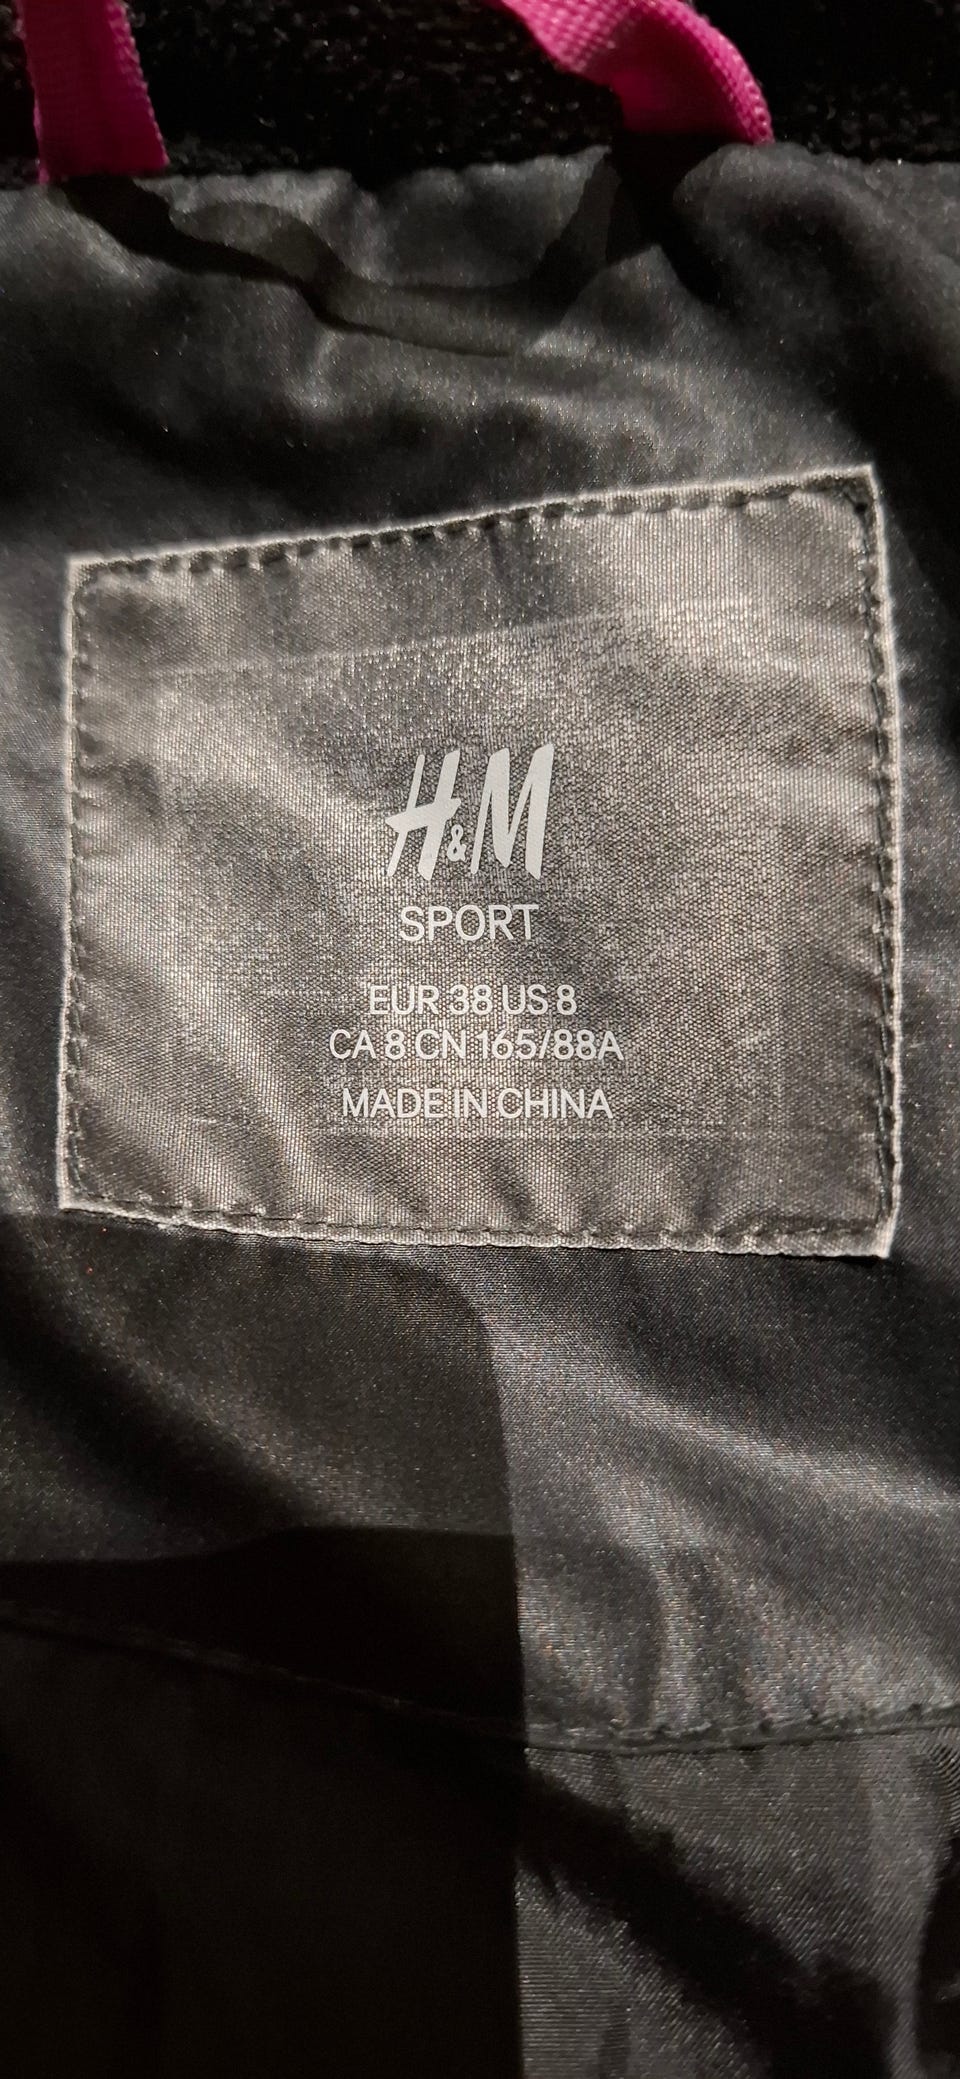 H&M
SPORT
EUR 38 US 8
CA 8 CN 165/88A
MADE IN CHINA